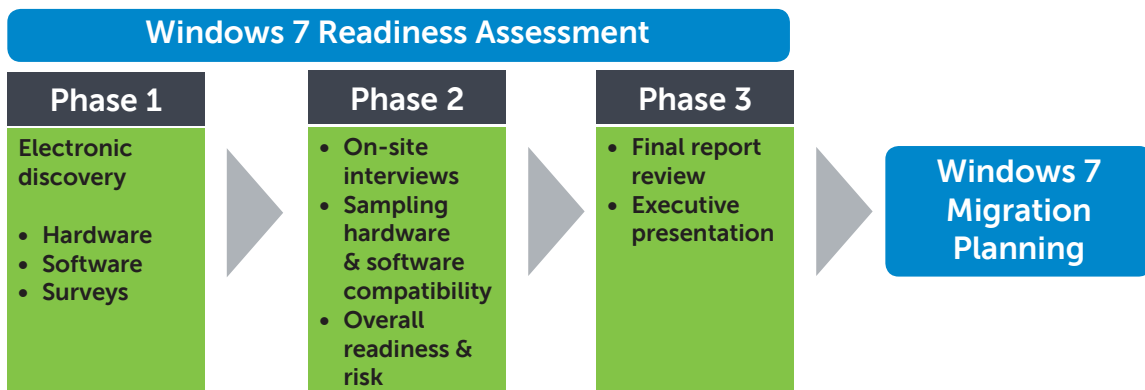 Windows 7 Readiness Assessment
Phase 1
Electronic
discovery
• Hardware
• Software
• Surveys
Phase 2
• On-site
interviews
• Sampling
hardware
& software
compatibility
• Overall
readiness &
risk
Phase 3
• Final report
review
• Executive
presentation
Windows 7
Migration
Planning